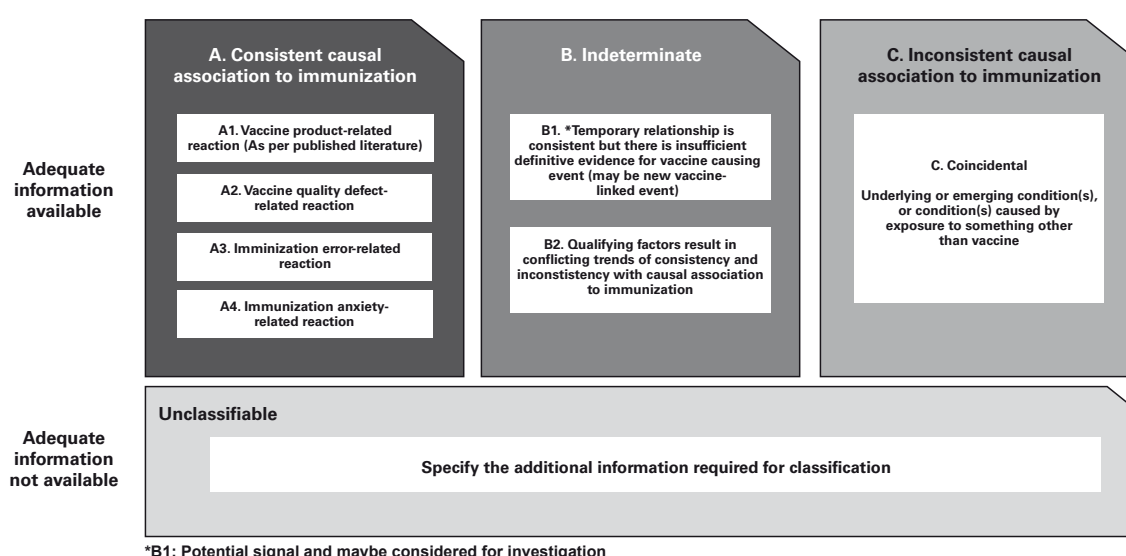 A. Consistent causal
association to immunization
B. Indeterminate
C. Inconsistent causal
association to immunization
Adequate
information
available
A1. Vaccine product-related
reaction (As per published literature)
A2. Vaccine quality defect-
related reaction
A3. Iminization error-related
reaction
A4. Immunization anxiety-
related reaction
B1. *Temporary relationship is
consistent but there is insufficient
definitive evidence for vaccine causing
event (may be new vaccine-
linked event)
B2. Qualifying factors result in
conflicting trends of consistency and
inconstistency with causal association
to immunization
C. Coincidental
Underlying or emerging condition(s),
or condition(s) caused by
exposure to something other
than vaccine
Adequate
information
not available
Unclassifiable
Specify the additional information required for classification
*B1: Potential signal and maybe considered for investigation